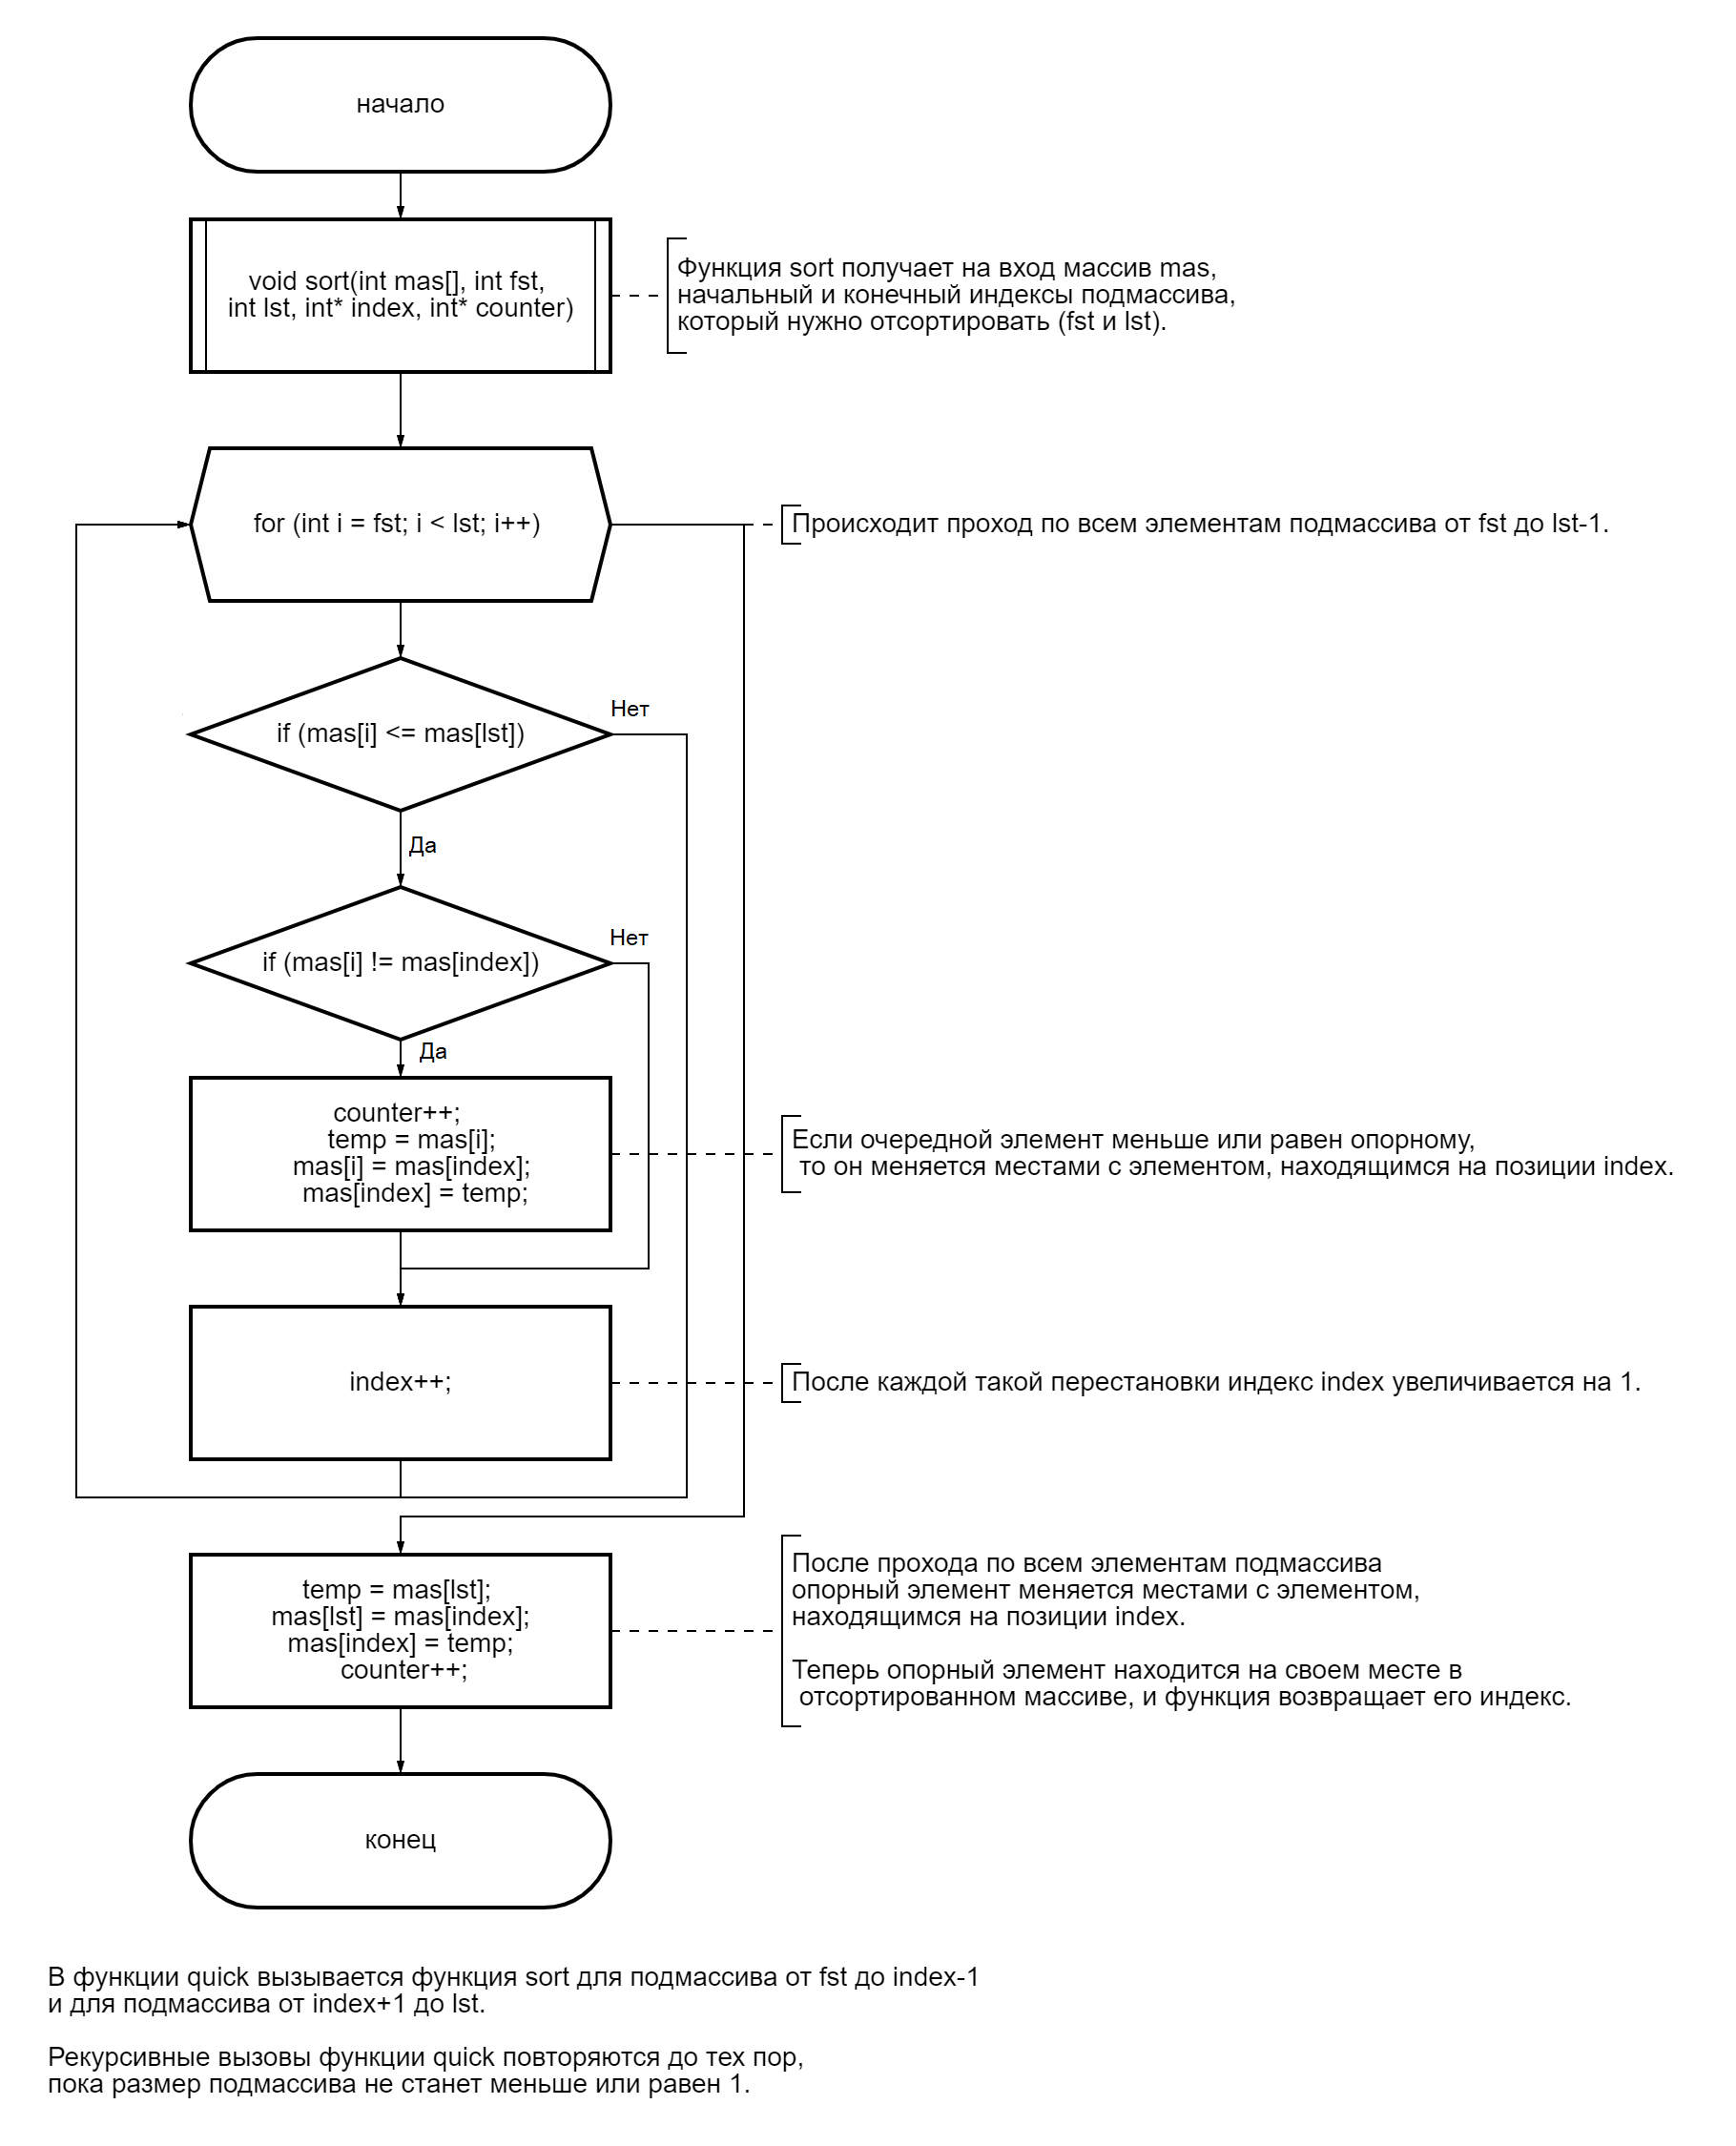 начало
void sort(int mas[], int fst,
int lst, int* index, int* counter)
Функция sort получает на вход массив mas,
начальный и конечный индексы подмассива,
который нужно отсортировать (fst и lst).
for (int i = fst; i < lst; i++)
Происходит проход по всем элементам подмассива от fst до lst-1.
if (mas[i] <= mas[lst])
Нет
Да
if (mas[i] != mas[index])
Нет
Да
counter++;
temp = mas[i];
mas[i] = mas[index];
mas[index] = temp;
Если очередной элемент меньше или равен опорному,
то он меняется местами с элементом, находящимся на позиции index.
index++;
После каждой такой перестановки индекс index увеличивается на 1.
temp = mas[lst];
mas[lst] = mas[index];
mas[index] = temp;
counter++;
После прохода по всем элементам подмассива
опорный элемент меняется местами с элементом,
находящимся на позиции index.
Теперь опорный элемент находится на своем месте в
отсортированном массиве, и функция возвращает его индекс.
конец
В функции quick вызывается функция sort для подмассива от fst до index-1
и для подмассива от index+1 до lst.
Рекурсивные вызовы функции quick повторяются до тех пор,
пока размер подмассива не станет меньше или равен 1.